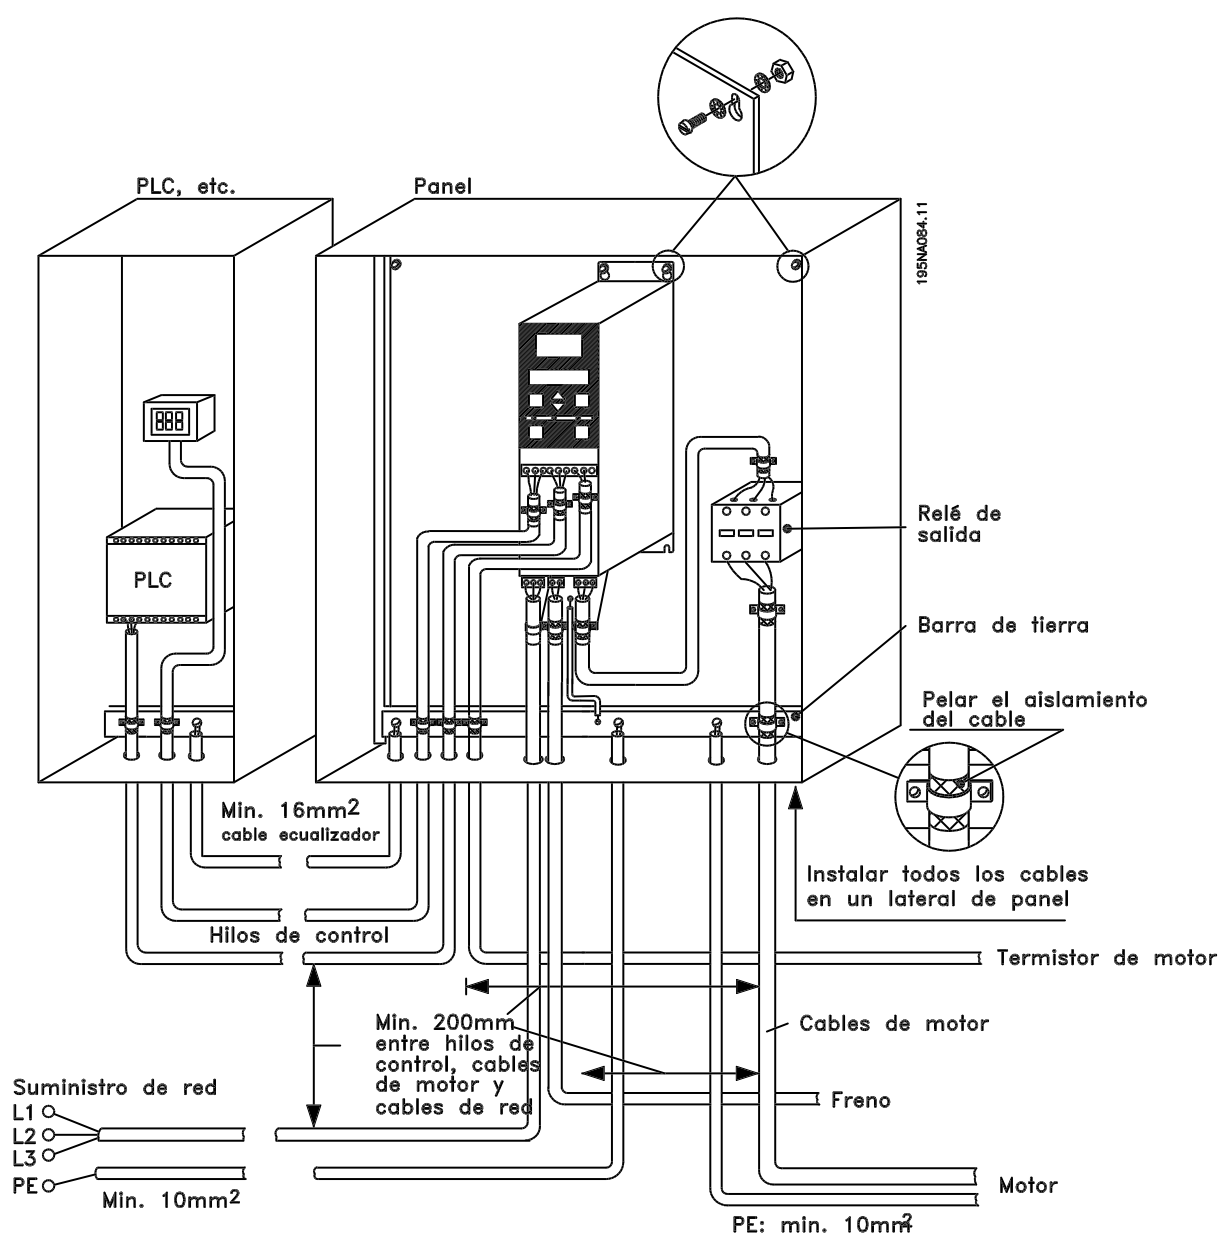 PLC, etc.
Panel
195NA084.11
PLC
Relé de
salida
Barra de tierra
Pelar el aislamiento
del cable
Min. 16mm2
cable ecualizador
Instalar todos los cables
en un lateral de panel
Hilos de control
Termistor de motor
Min. 200mm
entre hilos de
control, cables
de motor y
cables de red
Cables de motor
Suministro de red
L1
L2
L3
PE
Freno
Min. 10mm2
Motor
PE: min. 10mm2